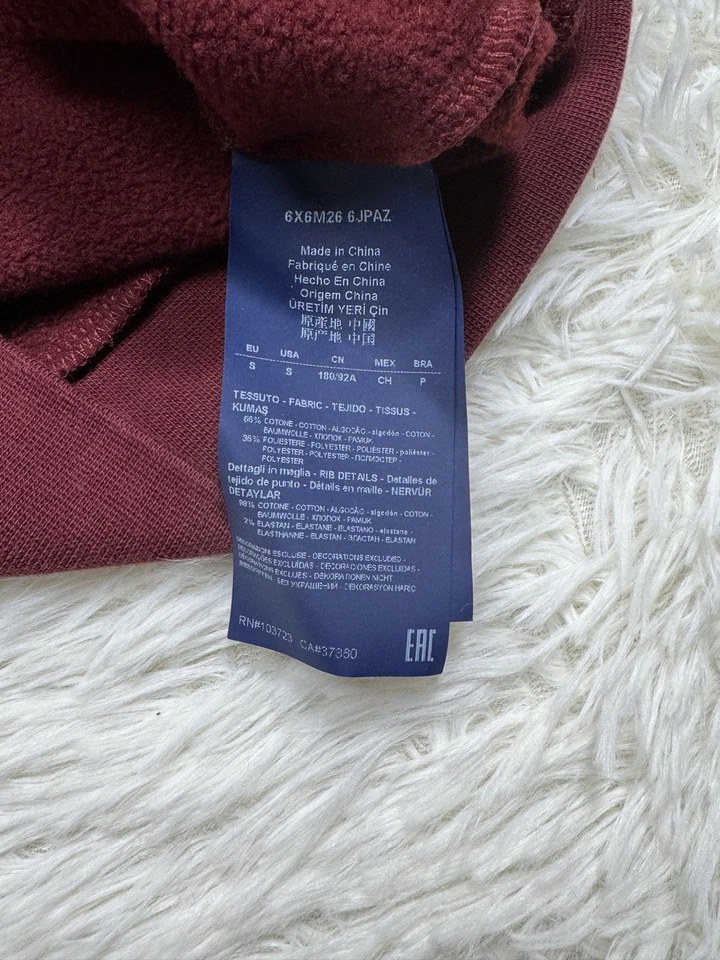 6X6M26 6JPAZ
Made in China
Fabriqué en Chine
Hecho En China
Origem China
ÜRETİM YERİ Çin
原產地 中國
原产地 中国
EU USA CN MEX BRA
S S 180/92A CH P
TESSUTO - FABRIC - TEJIDO - TISSUS -
KUMAŞ
COTONE - COTTON - ALGODÃO - algodón - COTON -
BAUMWOLLE - ХЛОПОК - PAMUK
POLIESTERE - POLYESTER - POLIÉSTER - poliéster -
POLYESTER - POLYESTER - ПОЛИЭСТЕР -
POLYESTER
Dettagli in maglia - RIB DETAILS - Detalles de
tejido de punto - Détails en maille - NERVÜR
DETAYLAR
98% COTONE - COTTON - ALGODÃO - algodón - COTON -
BAUMWOLLE - ХЛОПОК - PAMUK
2% ELASTAN - ELASTANE - ELASTANO - elastano -
ELASTHANNE - ELASTAN - ЭЛАСТАН - ELASTAN
DECORAZIONI ESCLUSE - DECORATIONS EXCLUDED -
DECORAÇÕES EXCLUÍDAS - DECORACIONES EXCLUIDAS -
DÉCORATIONS EXCLUES - DEKORATIONEN NICHT
INBEGRIFFEN - БЕЗ УКРАШЕНИЙ - DEKORASYON HARİÇ
RN#103723 CA#37360
EAC